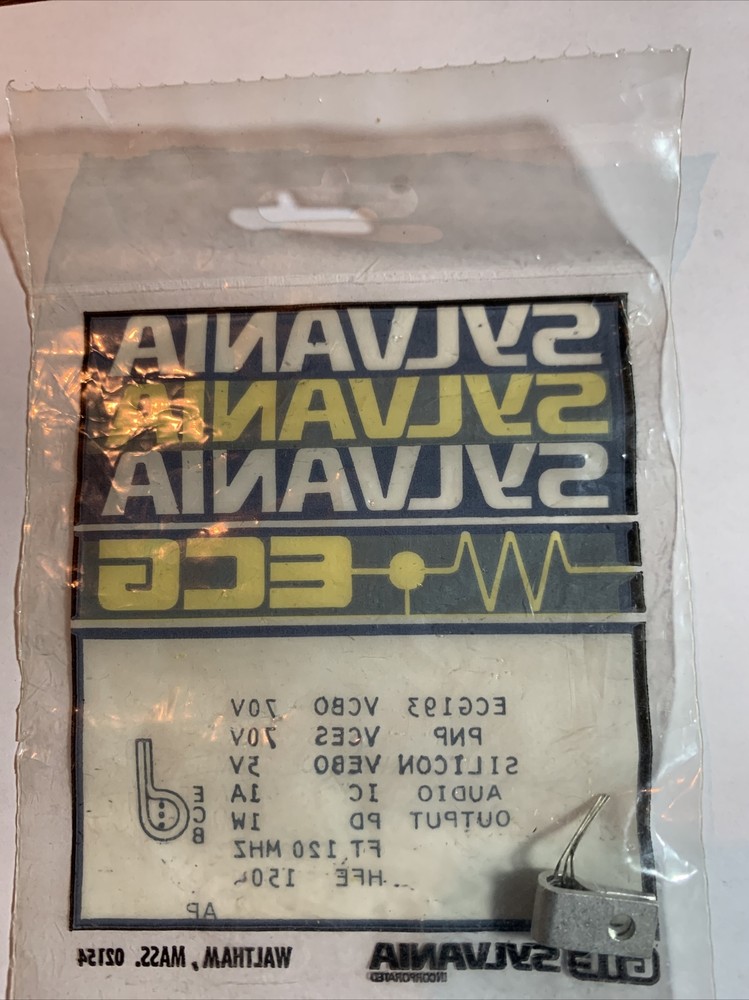 SYLVANIA
SYLVANIA
SYLVANIA
ECG
ECG193 VCBO 70V
PNP VCES 70V
SILICON VEBO 5V
AUDIO IC 1A
OUTPUT PD 1W
FT 120 MHZ
HFE 150
E
C
B
AP
GTE SYLVANIA
INCORPORATED
WALTHAM, MASS. 02154